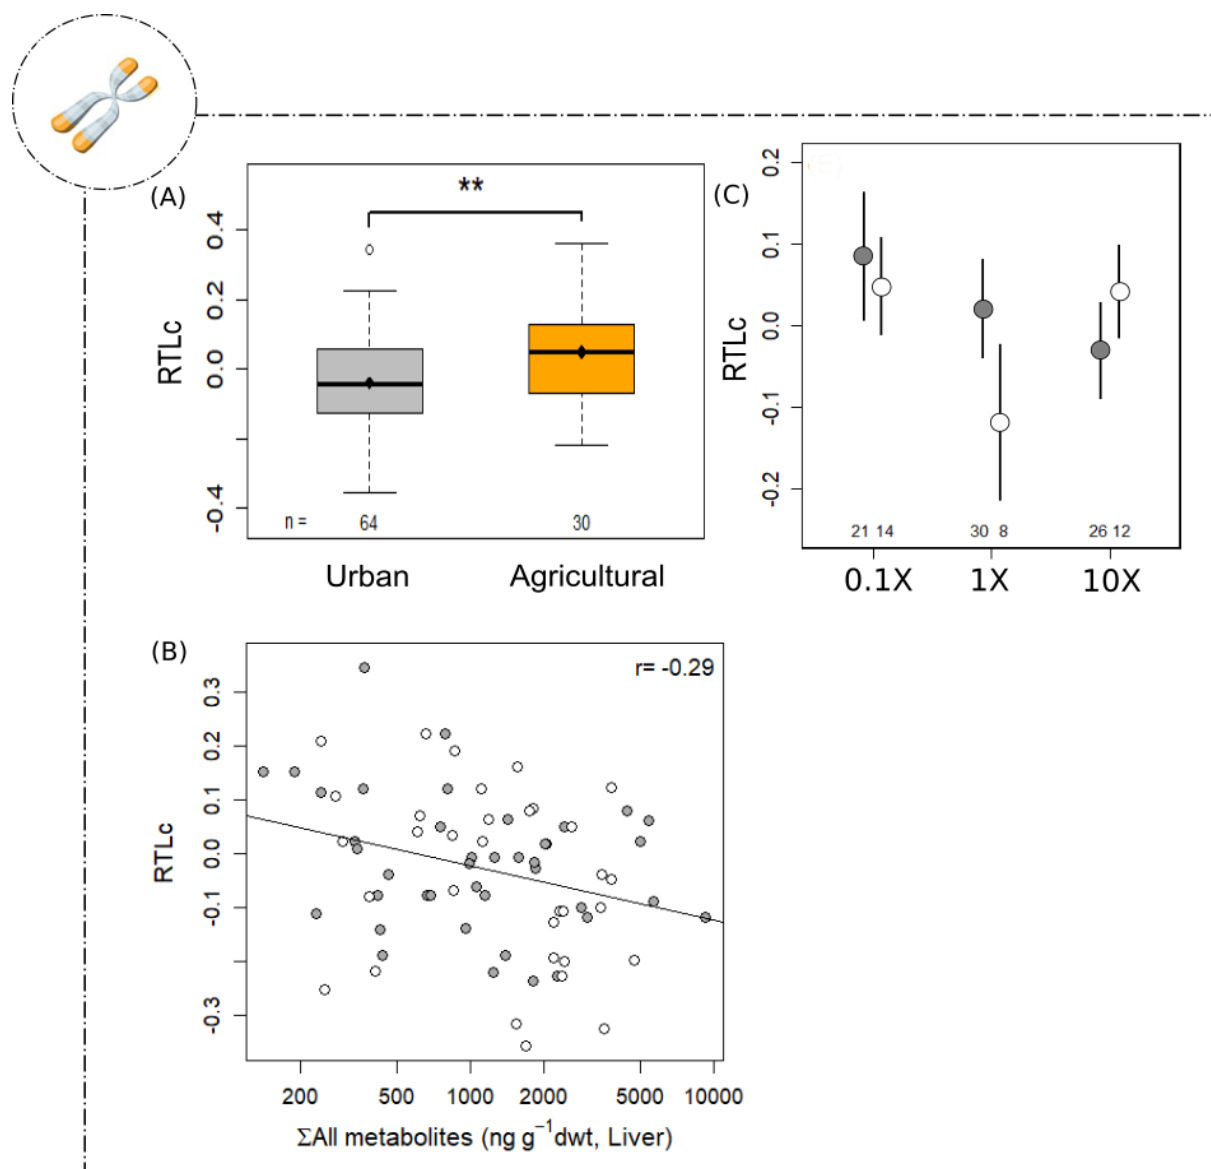 (A)
**
RTLc
0.4
0.2
0.0
-0.4
n = 64 30
Urban Agricultural
(C)
(E)
RTLc
0.2
0.1
0.0
-0.1
-0.2
21 14 30 8 26 12
0.1X 1X 10X
(B)
r= -0.29
RTLc
0.3
0.2
0.1
0.0
-0.1
-0.3
200 500 1000 2000 5000 10000
ΣAll metabolites (ng g⁻¹dwt, Liver)